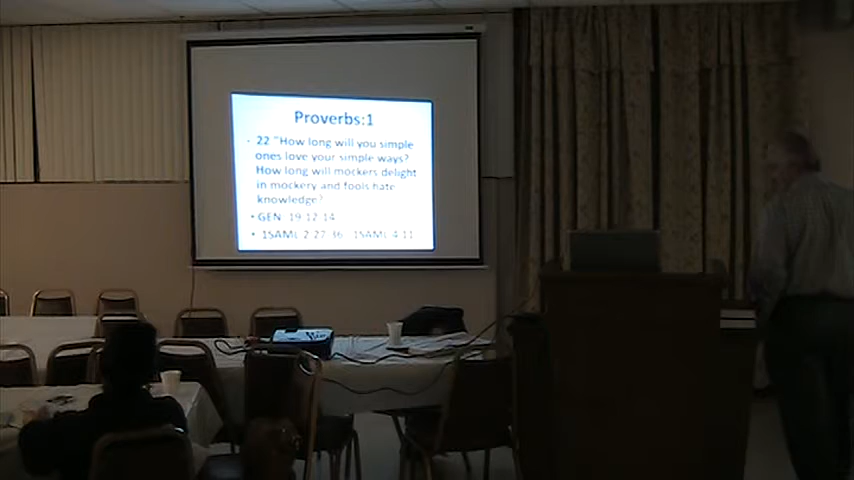 Proverbs:1
• 22 "How long will you simple
ones love your simple ways?
How long will mockers delight
in mockery and fools hate
knowledge?
• GEN: 19:12-14
• 1SAML 2:27-36, 1SAML 4:11